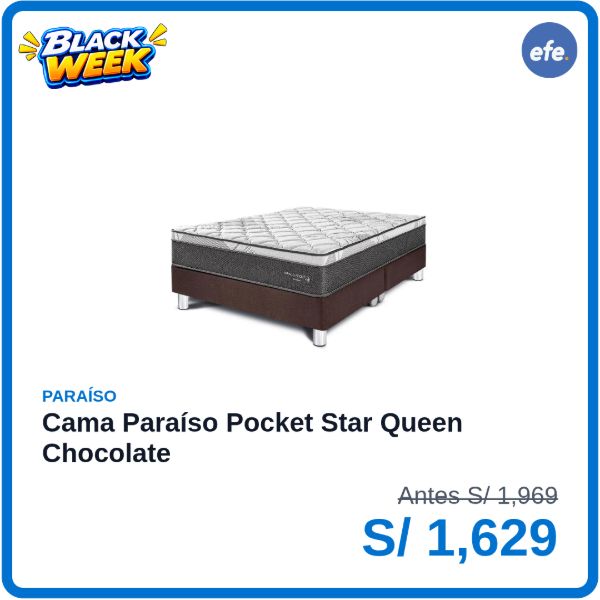 BLACK
WEEK
efe.
PARAÍSO
Cama Paraíso Pocket Star Queen
Chocolate
Antes S/ 1,969
S/ 1,629